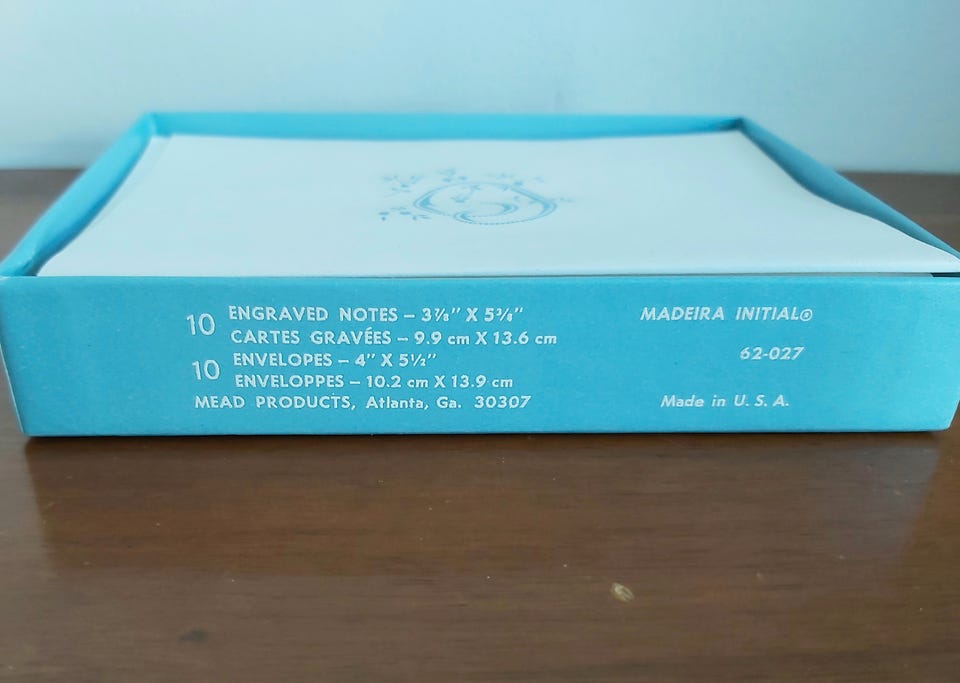 10 ENGRAVED NOTES – 3⅞" X 5⅜"
CARTES GRAVÉES – 9.9 cm X 13.6 cm
10 ENVELOPES – 4" X 5½"
ENVELOPPES – 10.2 cm X 13.9 cm
MEAD PRODUCTS, Atlanta, Ga. 30307
MADEIRA INITIAL®
62-027
Made in U. S. A.